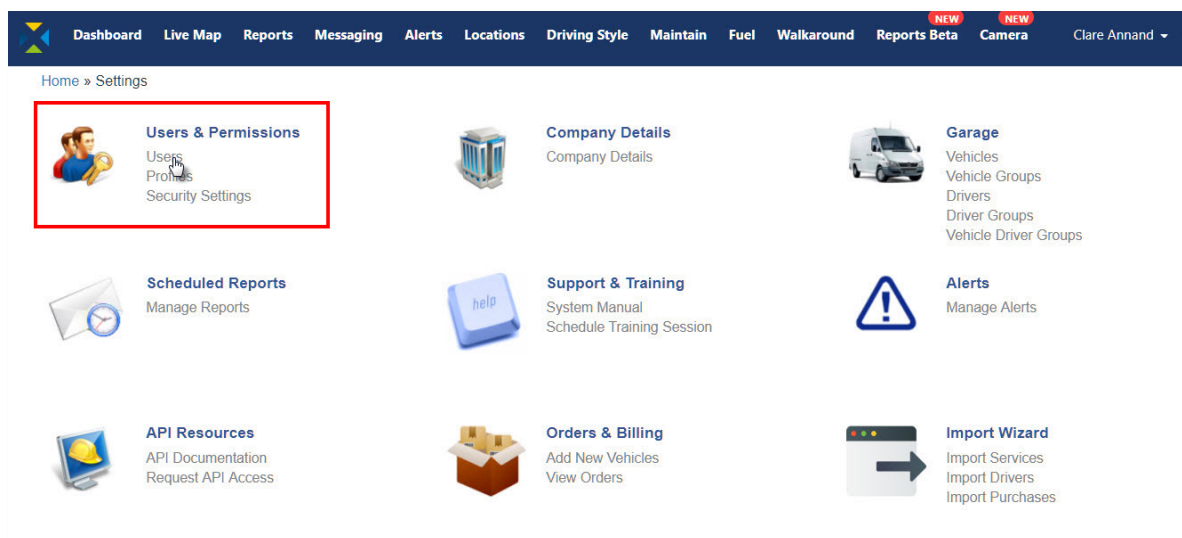 NEW NEW
Dashboard Live Map Reports Messaging Alerts Locations Driving Style Maintain Fuel Walkaround Reports Beta Camera Clare Annand
Home » Settings
Users & Permissions
Users
Profiles
Security Settings
Company Details
Company Details
Garage
Vehicles
Vehicle Groups
Drivers
Driver Groups
Vehicle Driver Groups
Scheduled Reports
Manage Reports
help
Support & Training
System Manual
Schedule Training Session
Alerts
Manage Alerts
API Resources
API Documentation
Request API Access
Orders & Billing
Add New Vehicles
View Orders
Import Wizard
Import Services
Import Drivers
Import Purchases